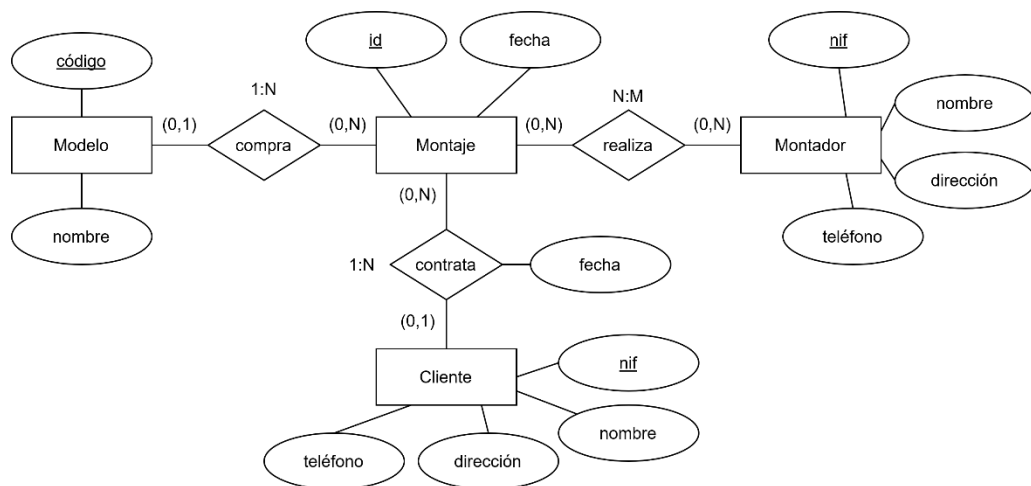 id
fecha
nif
código
1:N
N:M
nombre
(0,1)
(0,N)
(0,N)
(0,N)
Modelo
compra
Montaje
realiza
Montador
(0,N)
dirección
nombre
teléfono
1:N
contrata
fecha
(0,1)
nif
Cliente
nombre
teléfono
dirección